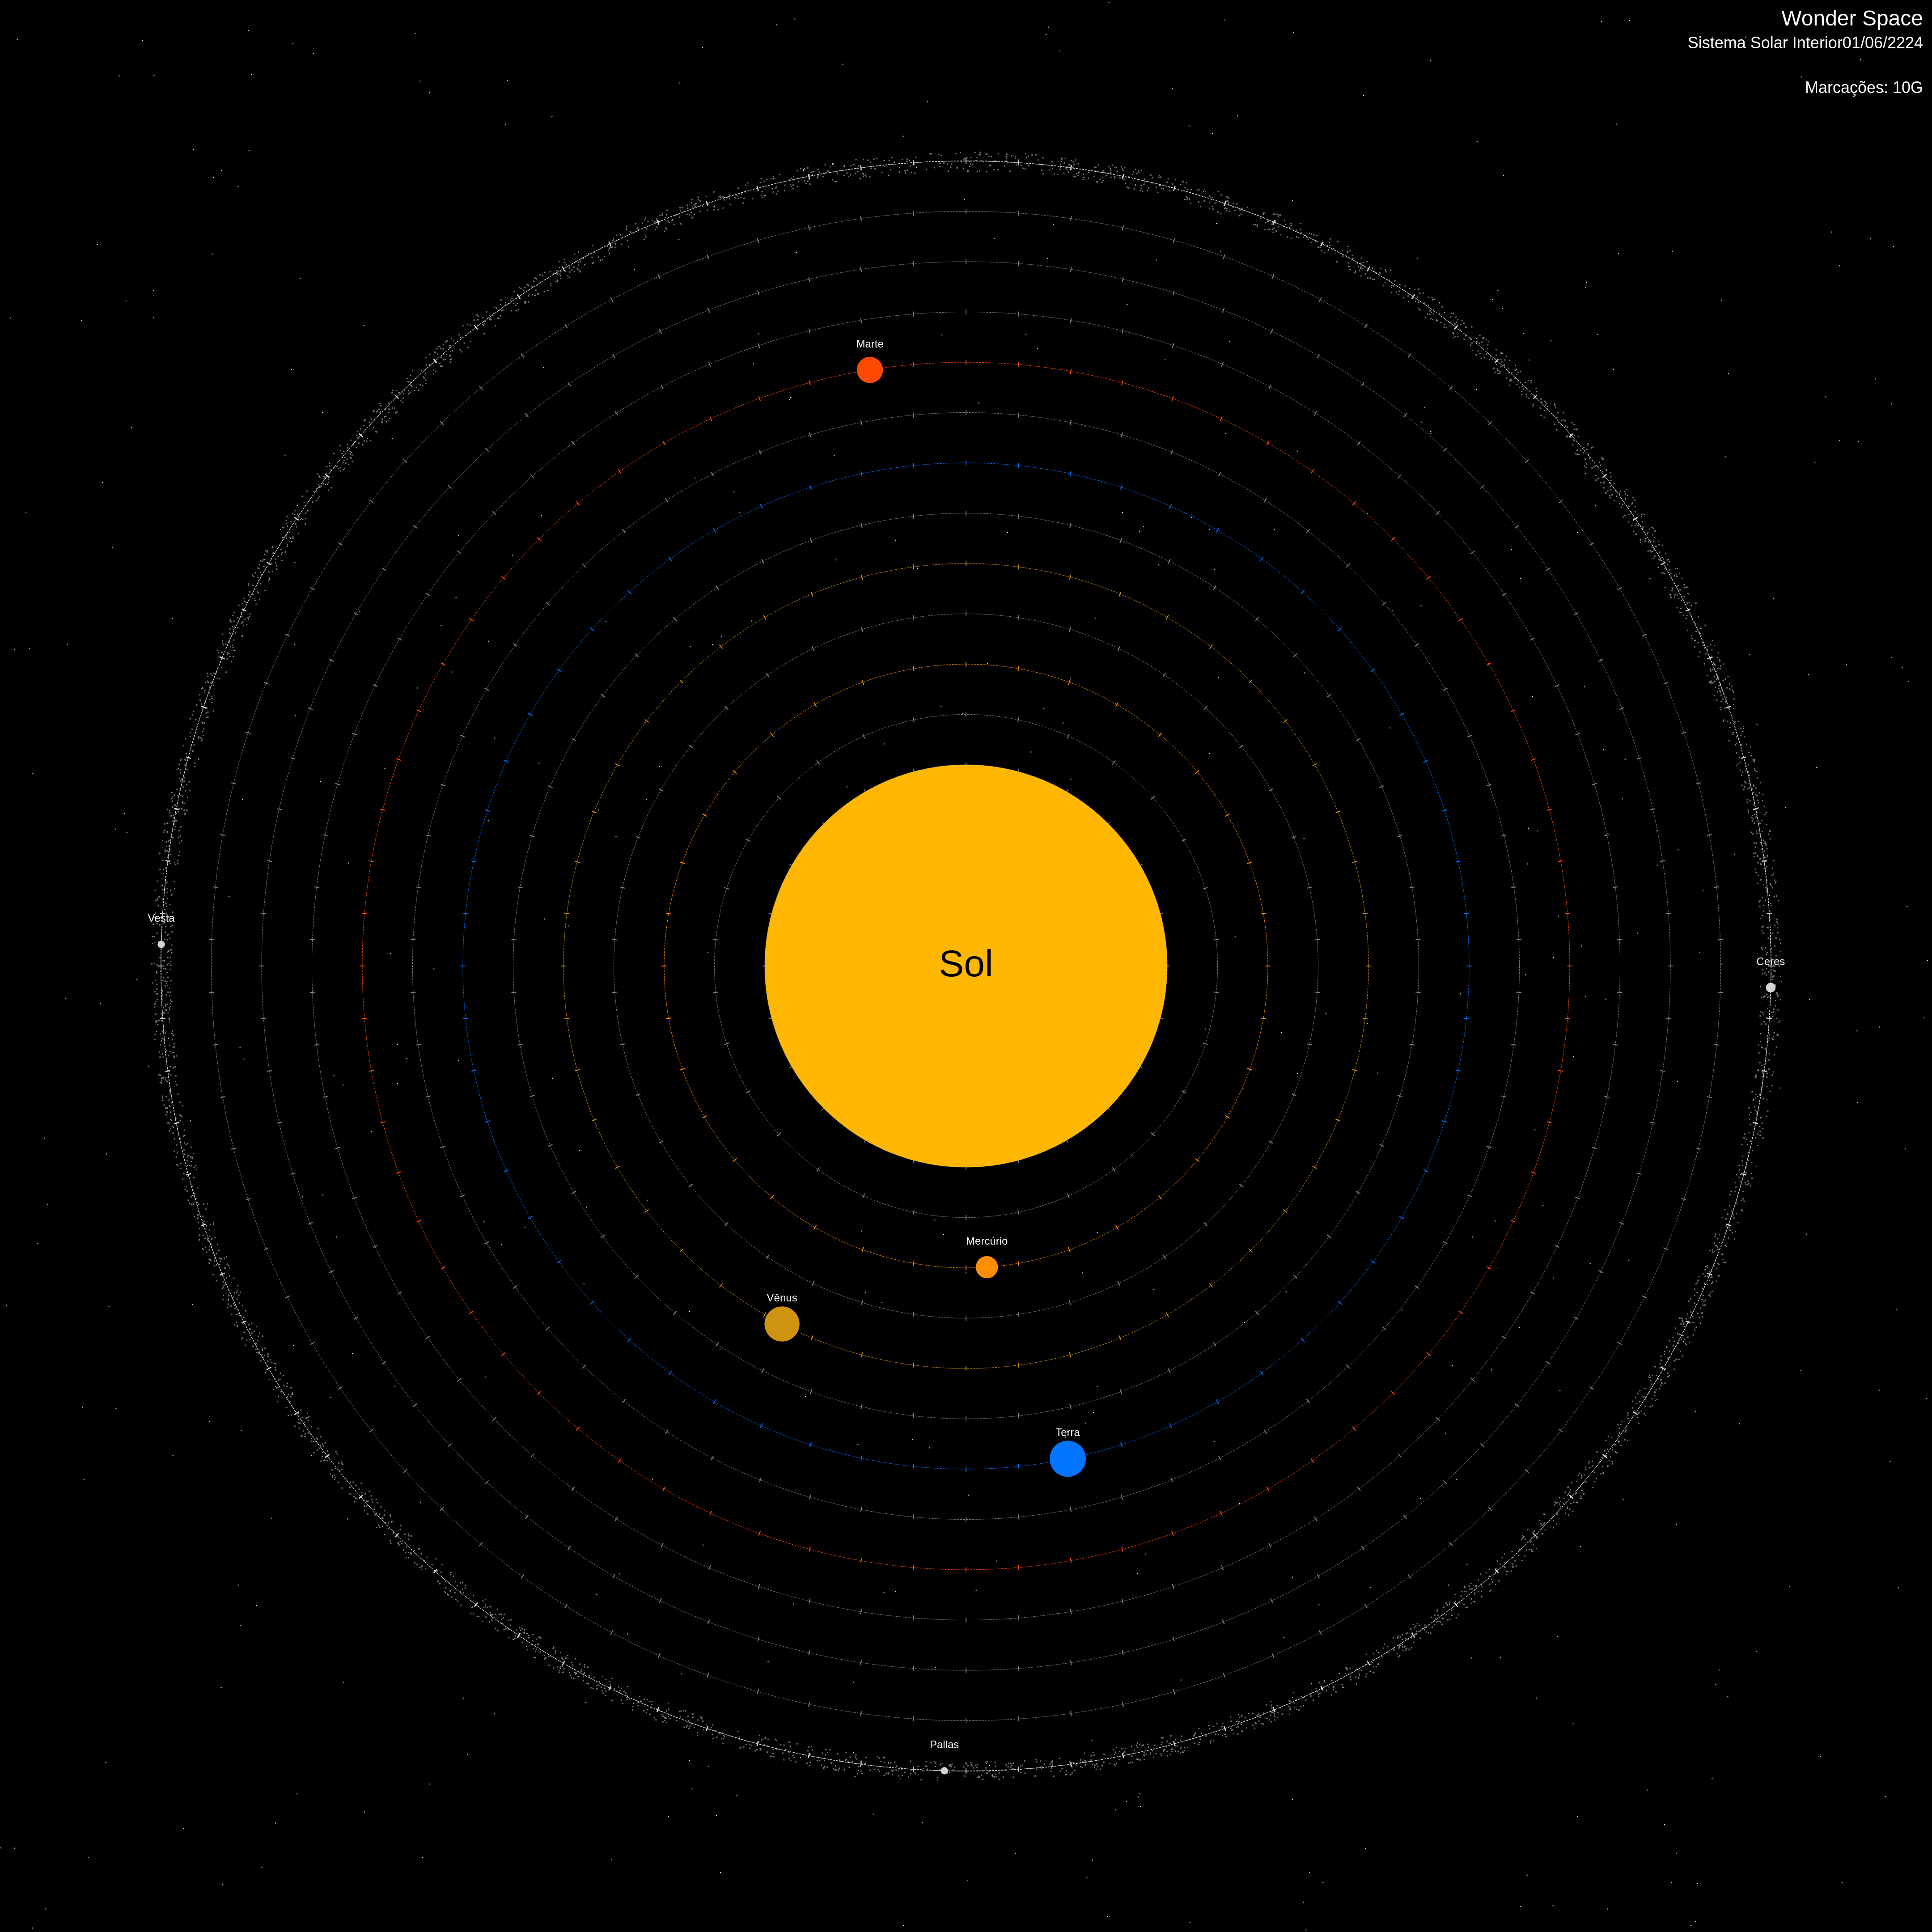 Wonder Space
Sistema Solar Interior01/06/2224
Marcações: 10G
Marte
Vesta
Ceres
Sol
Mercúrio
Vênus
Terra
Pallas